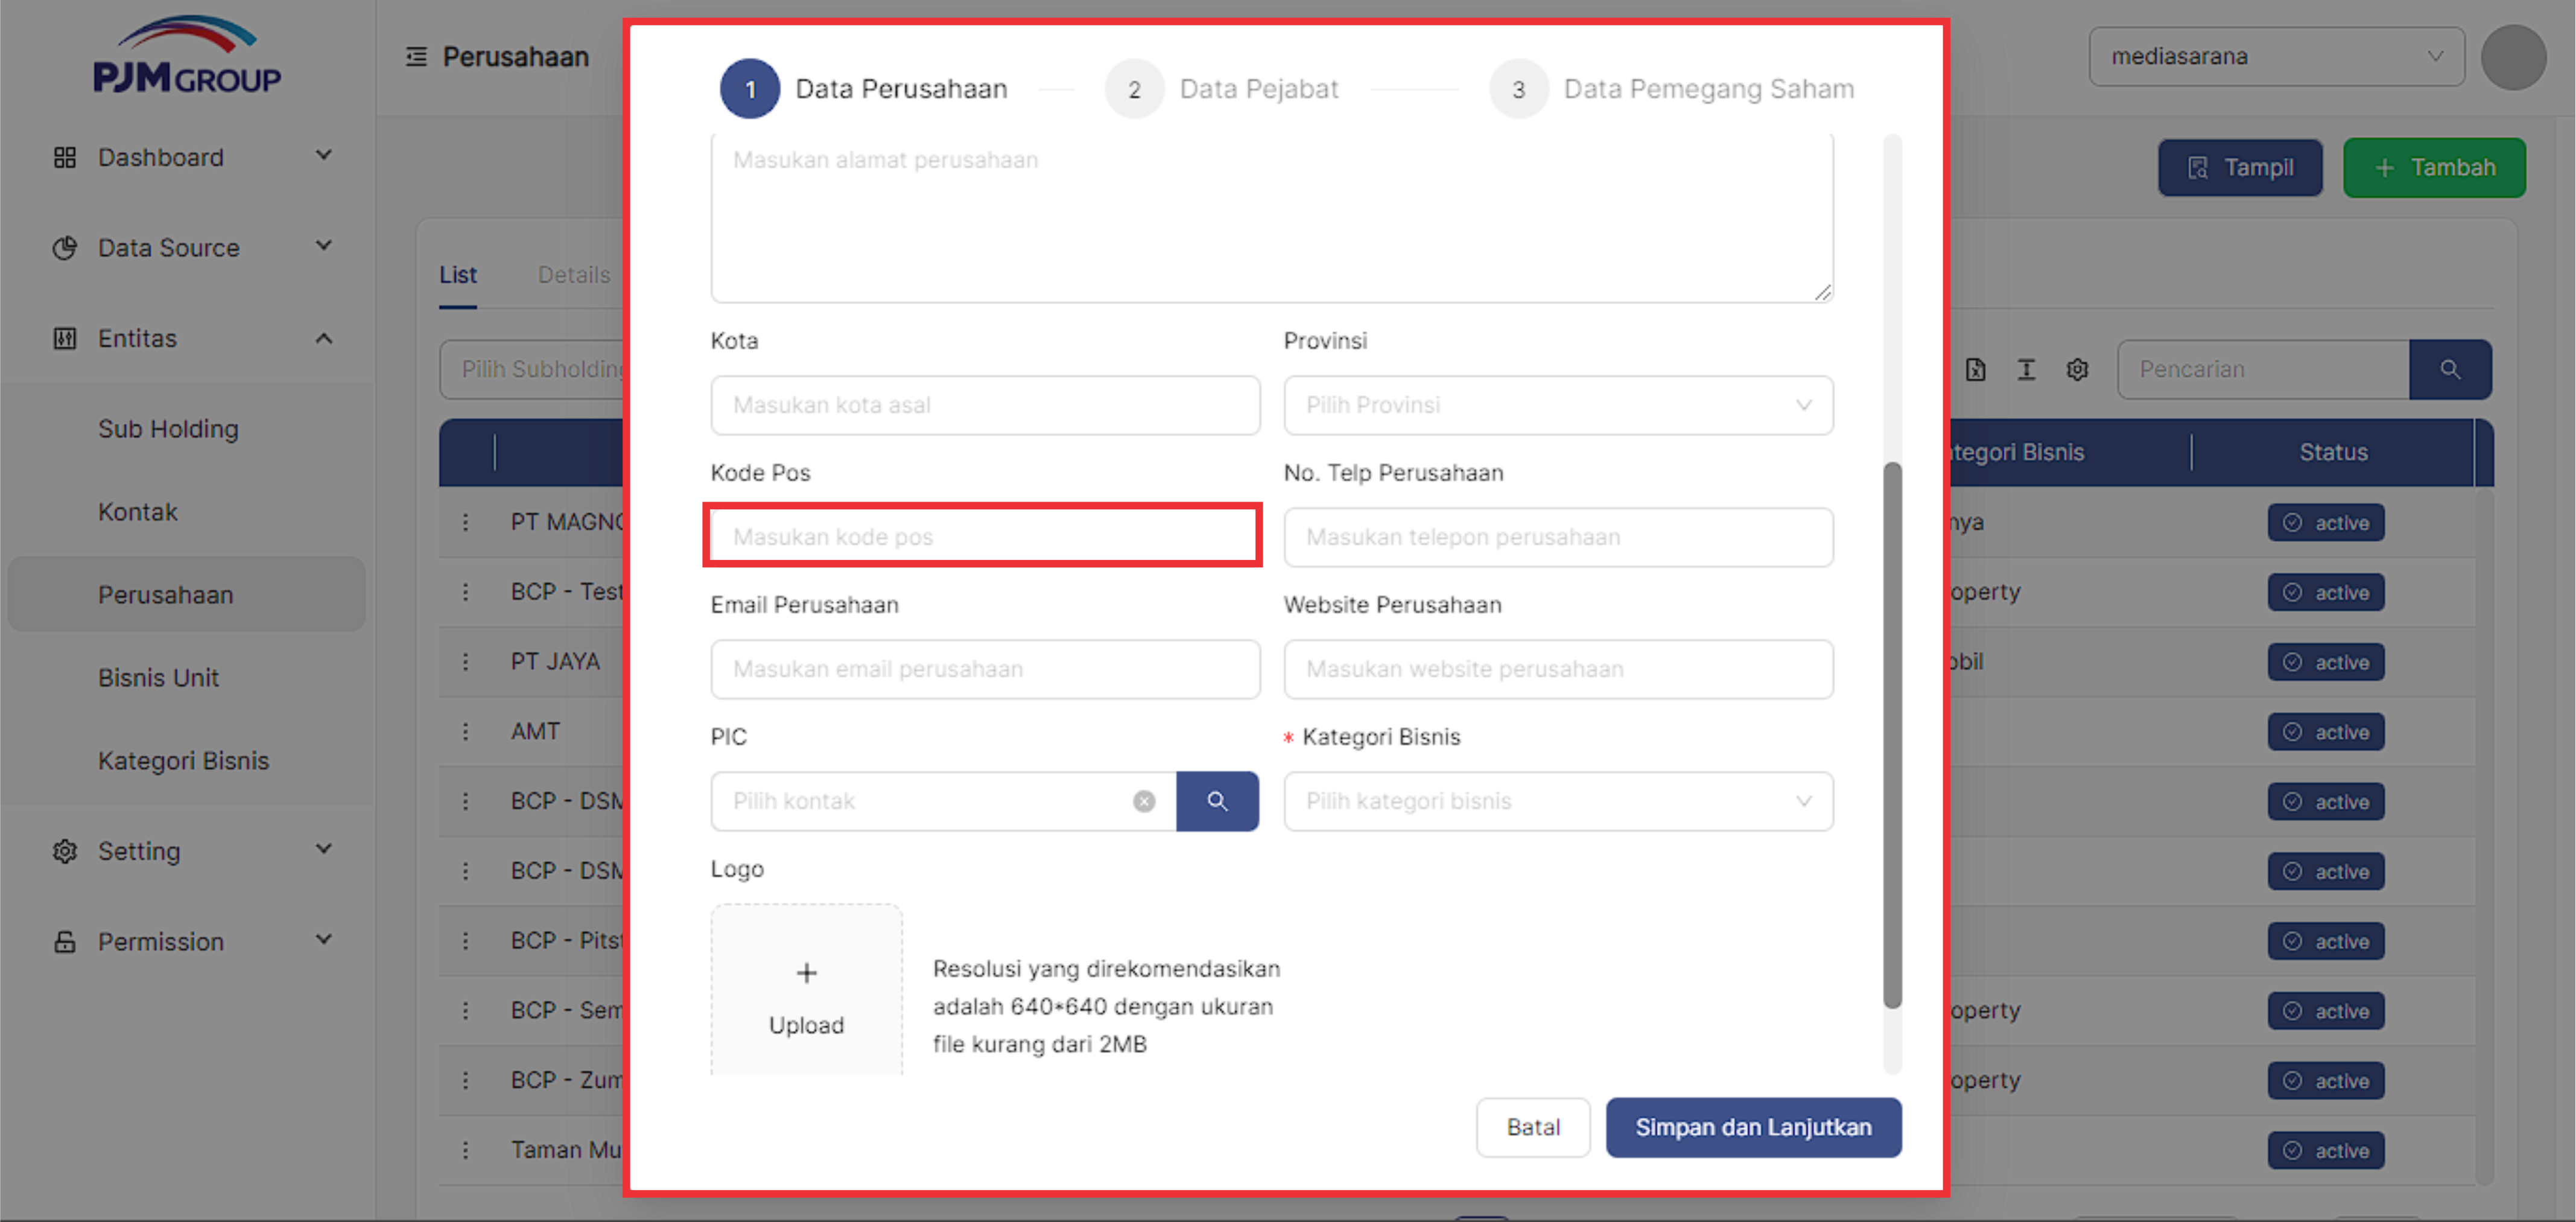 PJM GROUP
Perusahaan
mediasarana
Dashboard
Data Source
Entitas
Sub Holding
Kontak
Perusahaan
Bisnis Unit
Kategori Bisnis
Setting
Permission
Tampil
+ Tambah
List
Details
Pilih Subholding
Pencarian
tegori Bisnis
Status
PT MAGNO
nya
active
BCP - Test
operty
active
PT JAYA
obil
active
AMT
active
BCP - DSM
active
BCP - DSM
active
BCP - Pitst
active
BCP - Sem
operty
active
BCP - Zum
operty
active
Taman Mu
active
1 Data Perusahaan
2 Data Pejabat
3 Data Pemegang Saham
Masukan alamat perusahaan
Kota
Provinsi
Masukan kota asal
Pilih Provinsi
Kode Pos
No. Telp Perusahaan
Masukan kode pos
Masukan telepon perusahaan
Email Perusahaan
Website Perusahaan
Masukan email perusahaan
Masukan website perusahaan
PIC
* Kategori Bisnis
Pilih kontak
Pilih kategori bisnis
Logo
+
Upload
Resolusi yang direkomendasikan
adalah 640*640 dengan ukuran
file kurang dari 2MB
Batal
Simpan dan Lanjutkan